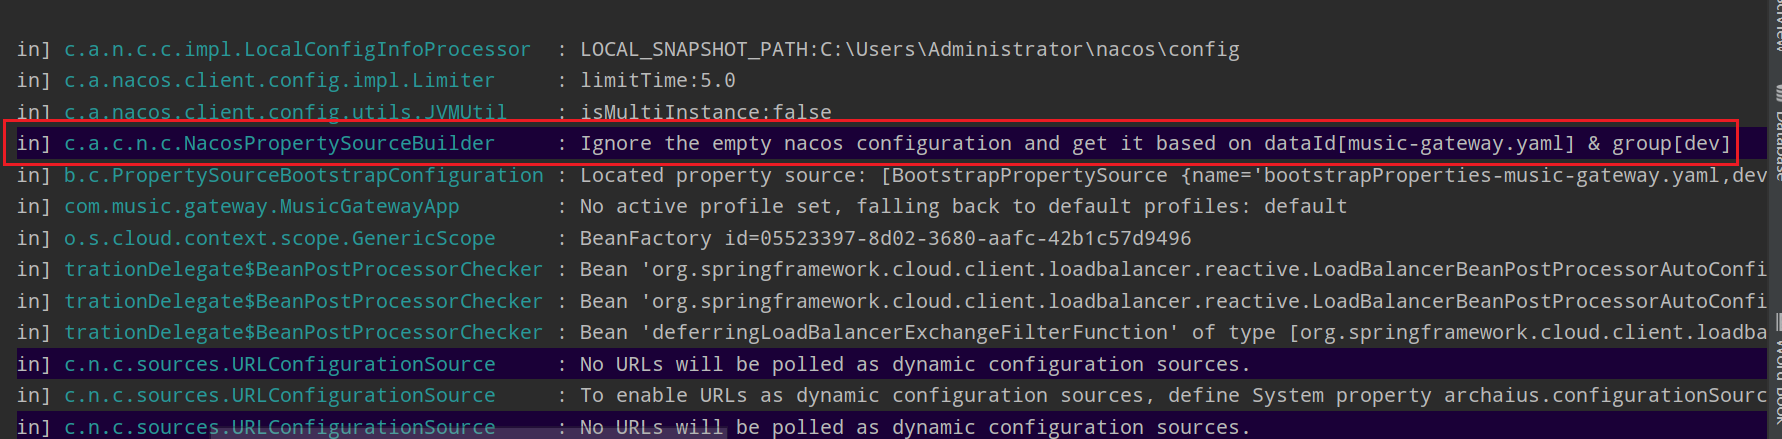 in] c.a.n.c.c.impl.LocalConfigInfoProcessor : LOCAL_SNAPSHOT_PATH:C:\Users\Administrator\nacos\config
in] c.a.nacos.client.config.impl.Limiter : limitTime:5.0
in] c.a.nacos.client.config.utils.JVMUtil : isMultiInstance:false
in] c.a.c.n.c.NacosPropertySourceBuilder : Ignore the empty nacos configuration and get it based on dataId[music-gateway.yaml] & group[dev]
in] b.c.PropertySourceBootstrapConfiguration : Located property source: [BootstrapPropertySource {name='bootstrapProperties-music-gateway.yaml,dev
in] com.music.gateway.MusicGatewayApp : No active profile set, falling back to default profiles: default
in] o.s.cloud.context.scope.GenericScope : BeanFactory id=05523397-8d02-3680-aafc-42b1c57d9496
in] trationDelegate$BeanPostProcessorChecker : Bean 'org.springframework.cloud.client.loadbalancer.reactive.LoadBalancerBeanPostProcessorAutoConfi
in] trationDelegate$BeanPostProcessorChecker : Bean 'org.springframework.cloud.client.loadbalancer.reactive.LoadBalancerBeanPostProcessorAutoConfi
in] trationDelegate$BeanPostProcessorChecker : Bean 'deferringLoadBalancerExchangeFilterFunction' of type [org.springframework.cloud.client.loadba
in] c.n.c.sources.URLConfigurationSource : No URLs will be polled as dynamic configuration sources.
in] c.n.c.sources.URLConfigurationSource : To enable URLs as dynamic configuration sources, define System property archaius.configurationSourc
in] c.n.c.sources.URLConfigurationSource : No URLs will be polled as dynamic configuration sources.
Database